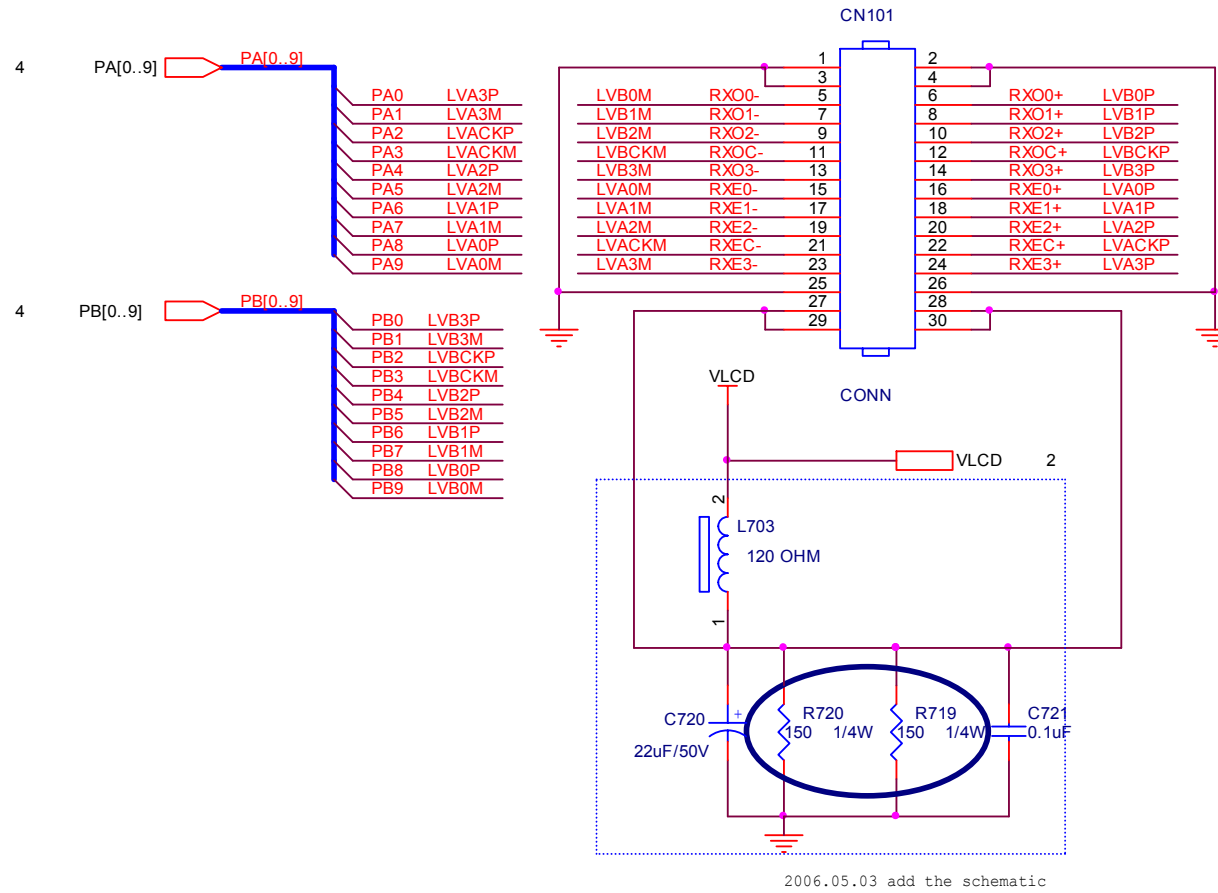 CN101
4 PA[0..9] PA[0..9]
PA0 LVA3P
PA1 LVA3M
PA2 LVACKP
PA3 LVACKM
PA4 LVA2P
PA5 LVA2M
PA6 LVA1P
PA7 LVA1M
PA8 LVA0P
PA9 LVA0M
4 PB[0..9] PB[0..9]
PB0 LVB3P
PB1 LVB3M
PB2 LVBCKP
PB3 LVBCKM
PB4 LVB2P
PB5 LVB2M
PB6 LVB1P
PB7 LVB1M
PB8 LVB0P
PB9 LVB0M
1 2
3 4
LVB0M RXO0- 5 6 RXO0+ LVB0P
LVB1M RXO1- 7 8 RXO1+ LVB1P
LVB2M RXO2- 9 10 RXO2+ LVB2P
LVBCKM RXOC- 11 12 RXOC+ LVBCKP
LVB3M RXO3- 13 14 RXO3+ LVB3P
LVA0M RXE0- 15 16 RXE0+ LVA0P
LVA1M RXE1- 17 18 RXE1+ LVA1P
LVA2M RXE2- 19 20 RXE2+ LVA2P
LVACKM RXEC- 21 22 RXEC+ LVACKP
LVA3M RXE3- 23 24 RXE3+ LVA3P
25 26
27 28
29 30
CONN
VLCD
VLCD 2
2
L703
120 OHM
1
C720
+
22uF/50V
R720
150 1/4W
R719
150 1/4W
C721
0.1uF
2006.05.03 add the schematic